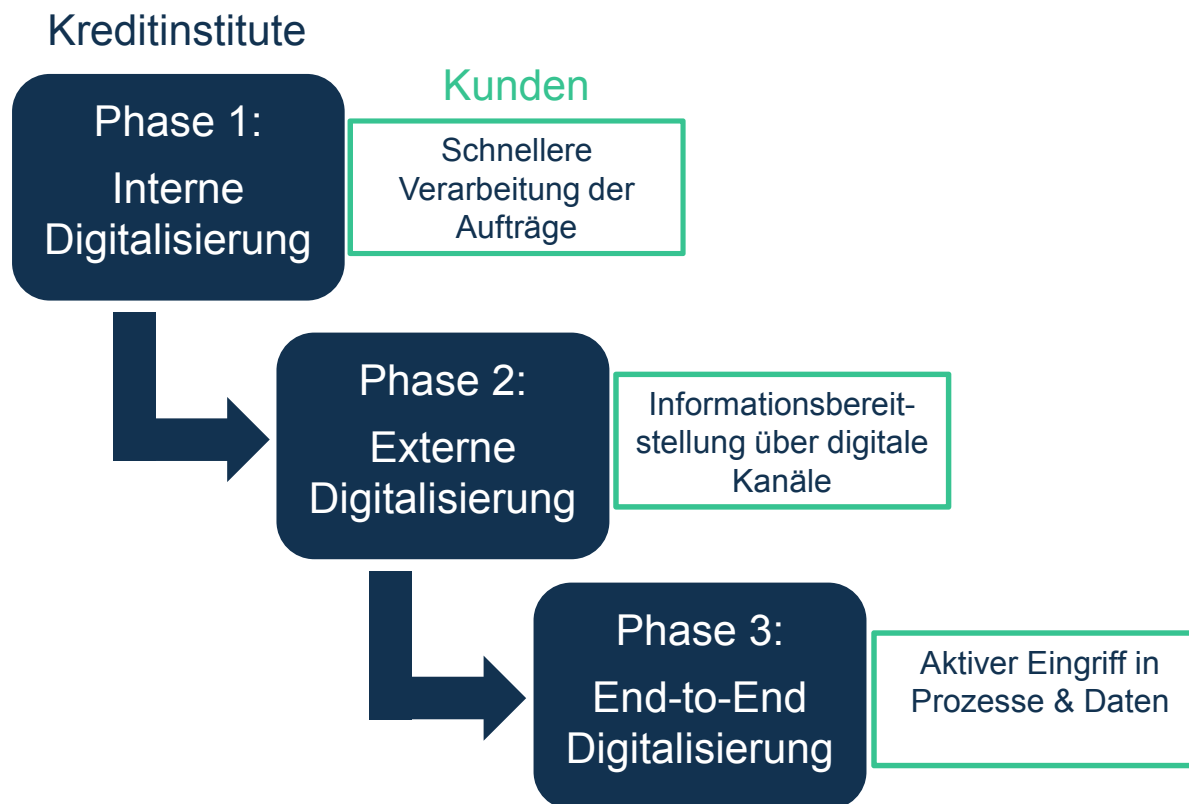 Kreditinstitute
Kunden
Phase 1:
Interne
Digitalisierung
Schnellere
Verarbeitung der
Aufträge
Phase 2:
Externe
Digitalisierung
Informationsbereit-
stellung über digitale
Kanäle
Phase 3:
End-to-End
Digitalisierung
Aktiver Eingriff in
Prozesse & Daten